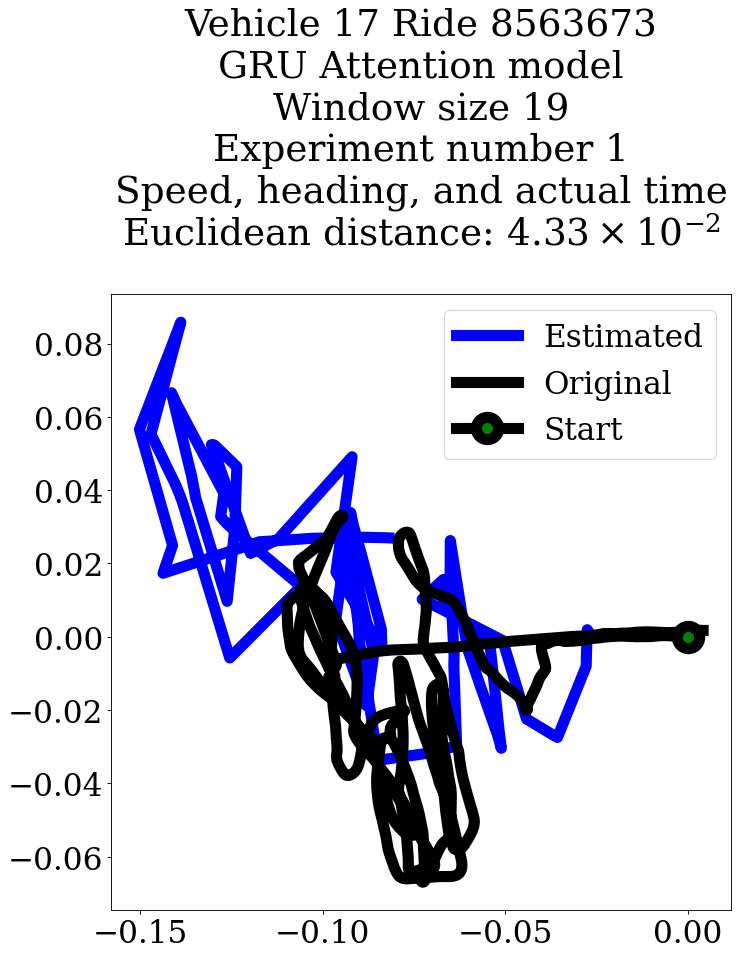 Vehicle 17 Ride 8563673
GRU Attention model
Window size 19
Experiment number 1
Speed, heading, and actual time
Euclidean distance: 4.33 × 10⁻²
Estimated
Original
Start
0.08
0.06
0.04
0.02
0.00
−0.02
−0.04
−0.06
−0.15
−0.10
−0.05
0.00